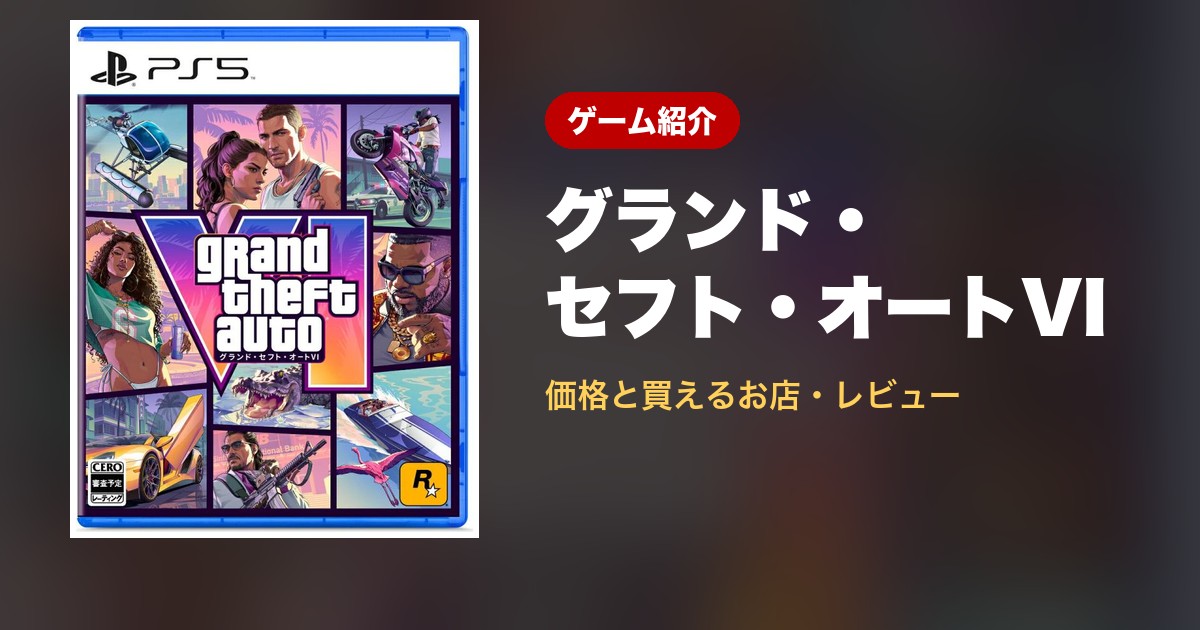 PS5
grand
theft
auto
グランド・セフト・オートVI
VI
CERO
審査予定
レーティング
R
ゲーム紹介
グランド・
セフト・オートVI
価格と買えるお店・レビュー